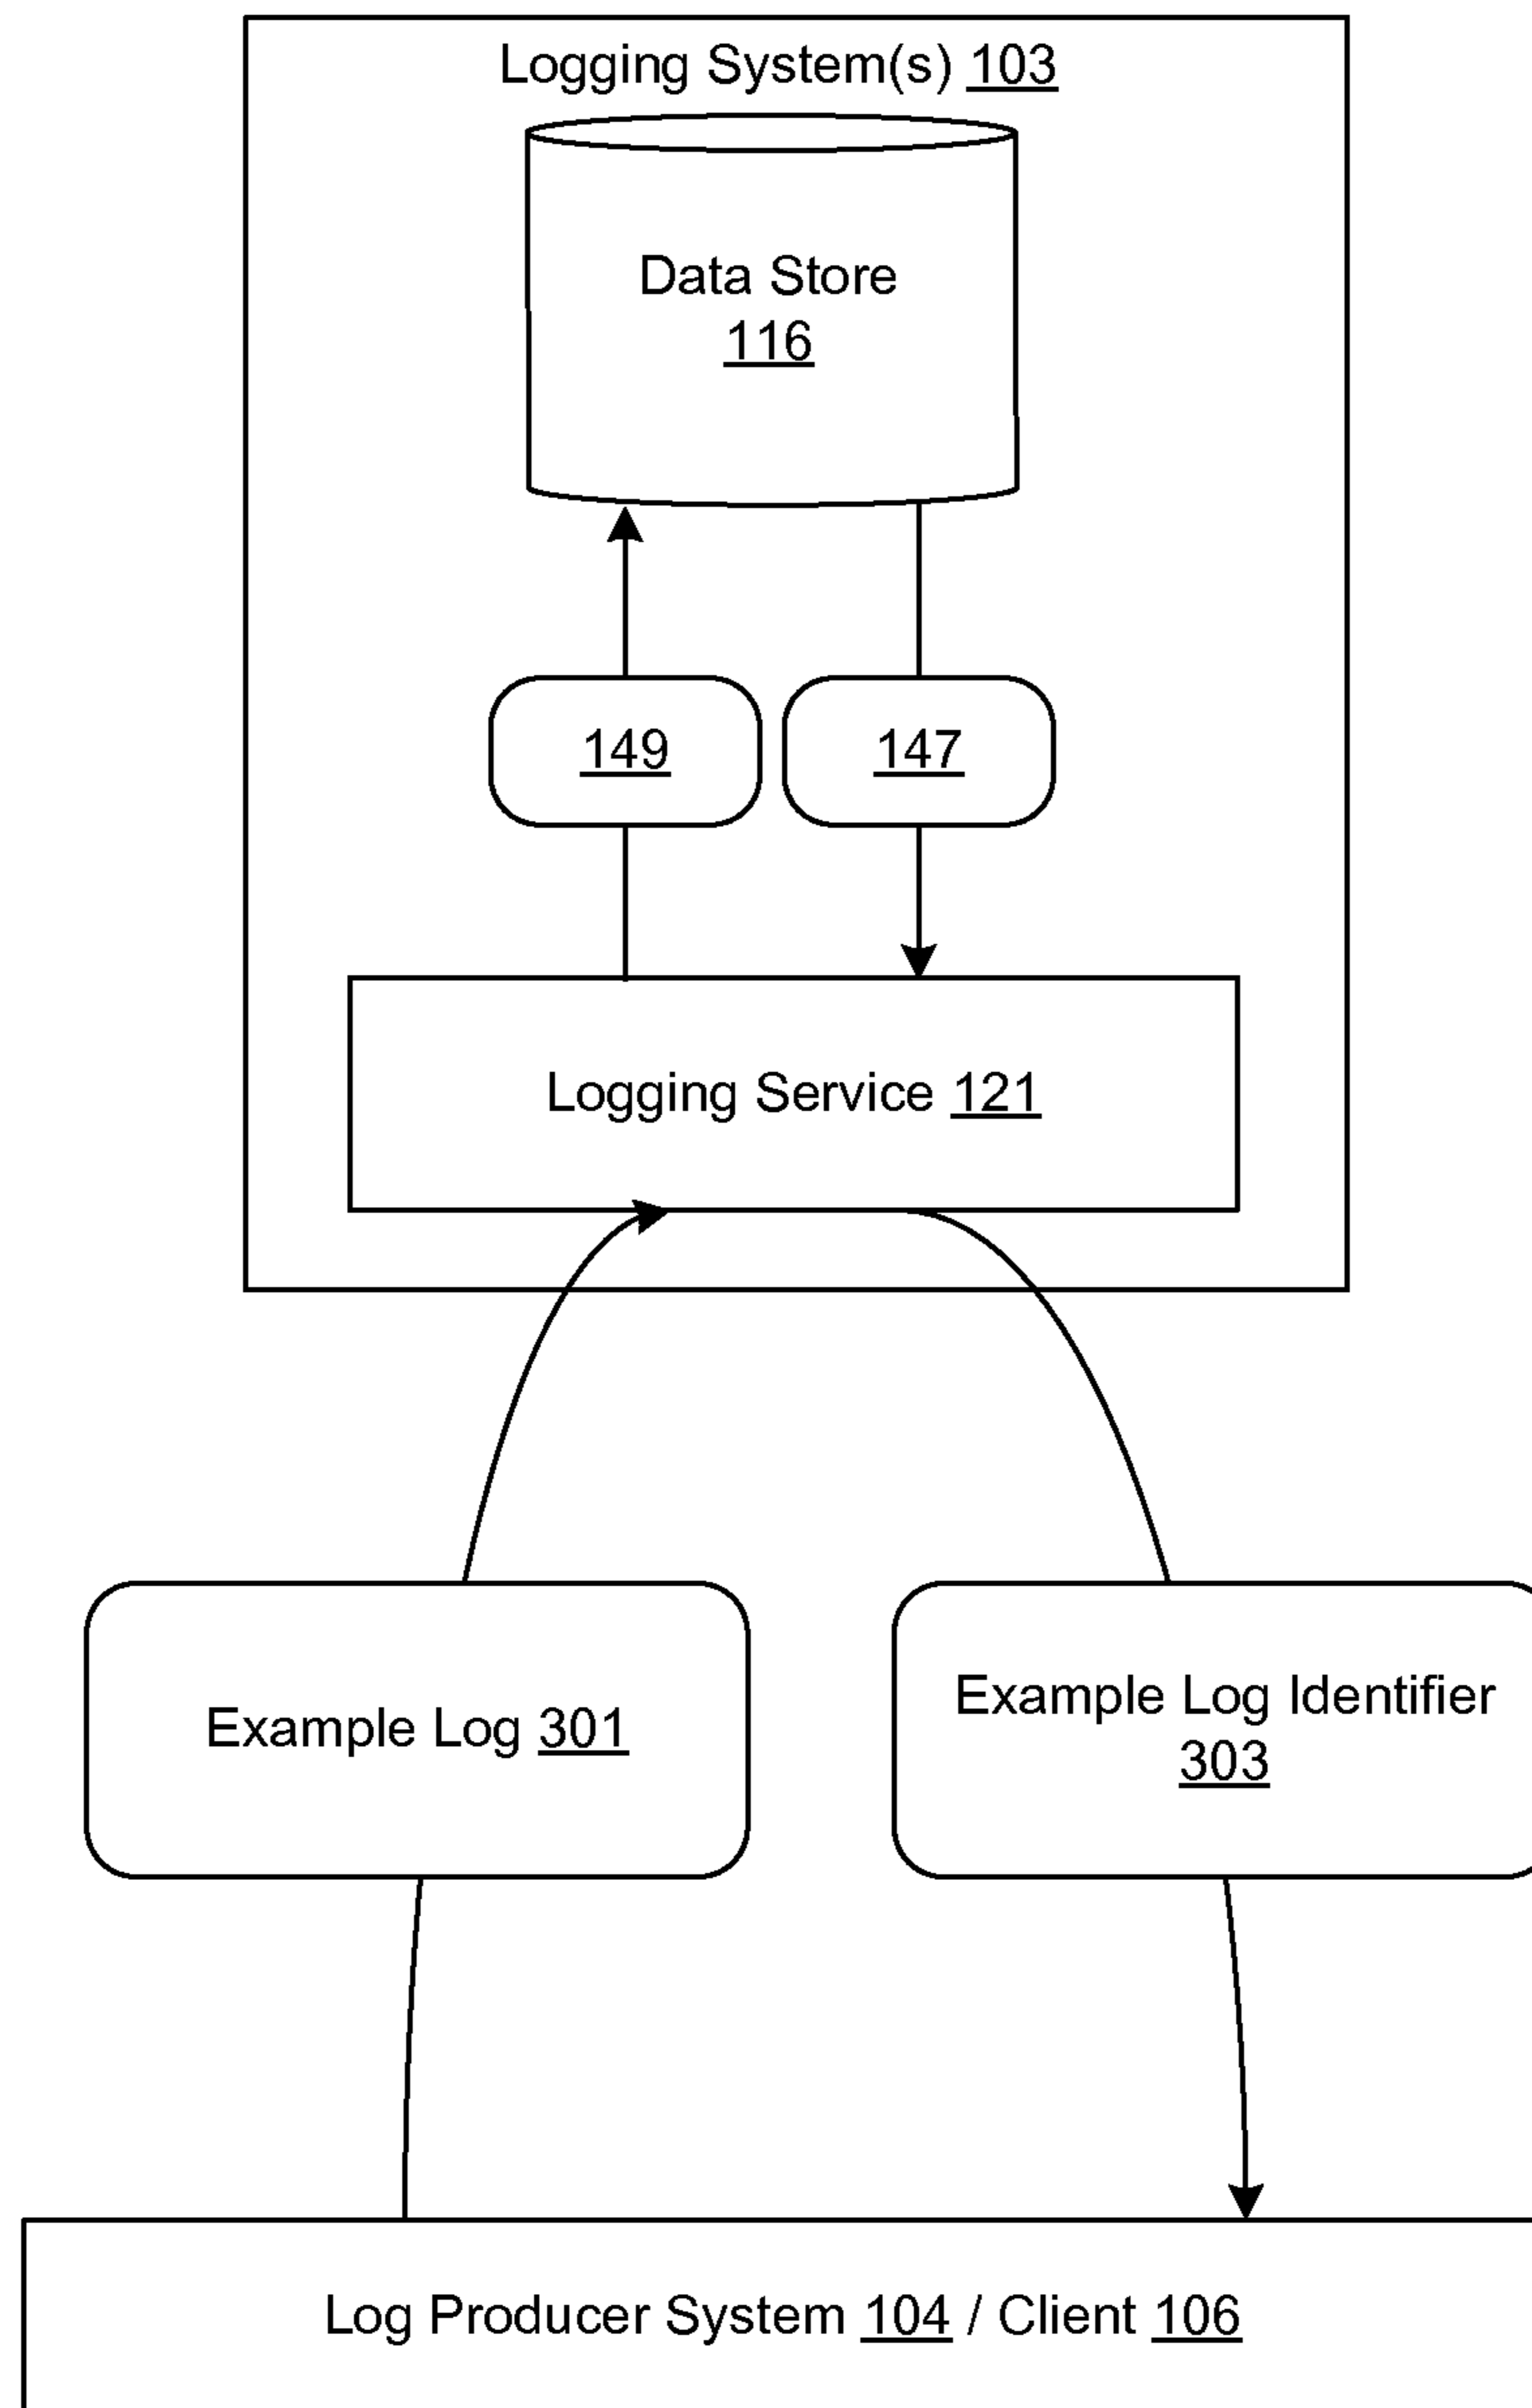 Logging System(s) 103
Data Store
116
149
147
Logging Service 121
Example Log 301
Example Log Identifier
303
Log Producer System 104 / Client 106